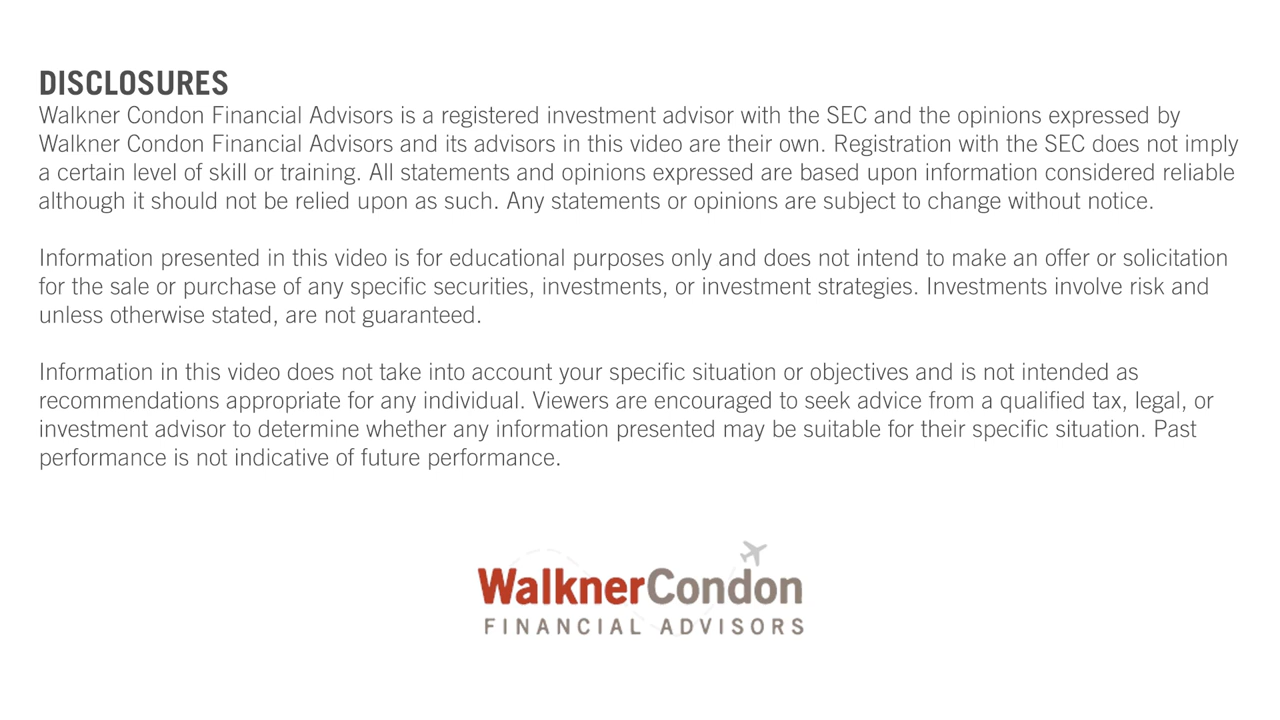 DISCLOSURES
Walkner Condon Financial Advisors is a registered investment advisor with the SEC and the opinions expressed by
Walkner Condon Financial Advisors and its advisors in this video are their own. Registration with the SEC does not imply
a certain level of skill or training. All statements and opinions expressed are based upon information considered reliable
although it should not be relied upon as such. Any statements or opinions are subject to change without notice.
Information presented in this video is for educational purposes only and does not intend to make an offer or solicitation
for the sale or purchase of any specific securities, investments, or investment strategies. Investments involve risk and
unless otherwise stated, are not guaranteed.
Information in this video does not take into account your specific situation or objectives and is not intended as
recommendations appropriate for any individual. Viewers are encouraged to seek advice from a qualified tax, legal, or
investment advisor to determine whether any information presented may be suitable for their specific situation. Past
performance is not indicative of future performance.
WalknerCondon
FINANCIAL ADVISORS